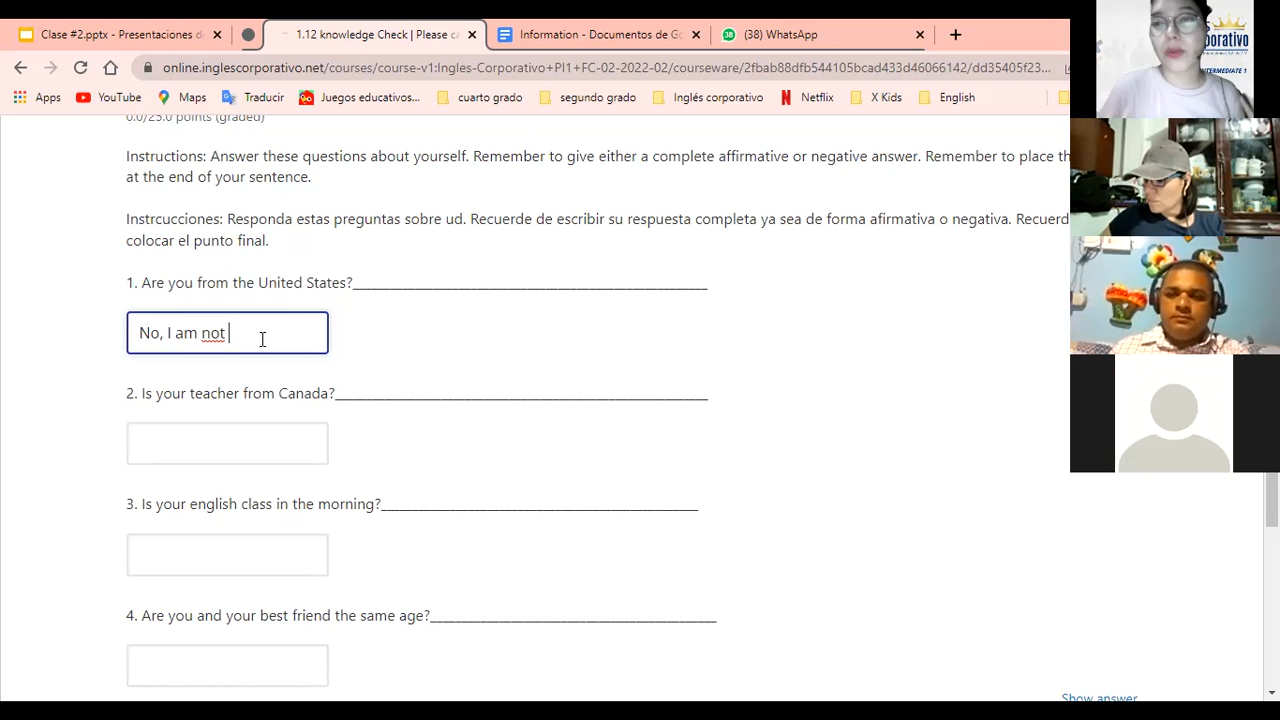 Clase #2.pptx - Presentaciones d
1.12 knowledge Check | Please ca
Information - Documentos de Go
(38) WhatsApp
online.inglescorporativo.net/courses/course-v1:Ingles-Corporativo+PI1+FC-02-2022-02/courseware/
Apps
YouTube
Maps
Traducir
Juegos educativos...
cuarto grado
segundo grado
Inglés corporativo
Netflix
X Kids
English
orporativo
INTERMEDIATE 1
0.0/25.0 points (graded)
Instructions: Answer these questions about yourself. Remember to give either a complete affirmative or negative answer. Remember to place th
at the end of your sentence.
Instrcucciones: Responda estas preguntas sobre ud. Recuerde de escribir su respuesta completa ya sea de forma afirmativa o negativa. Recuerd
colocar el punto final.
1. Are you from the United States?
No, I am not
2. Is your teacher from Canada?
3. Is your english class in the morning?
4. Are you and your best friend the same age?
Show answer